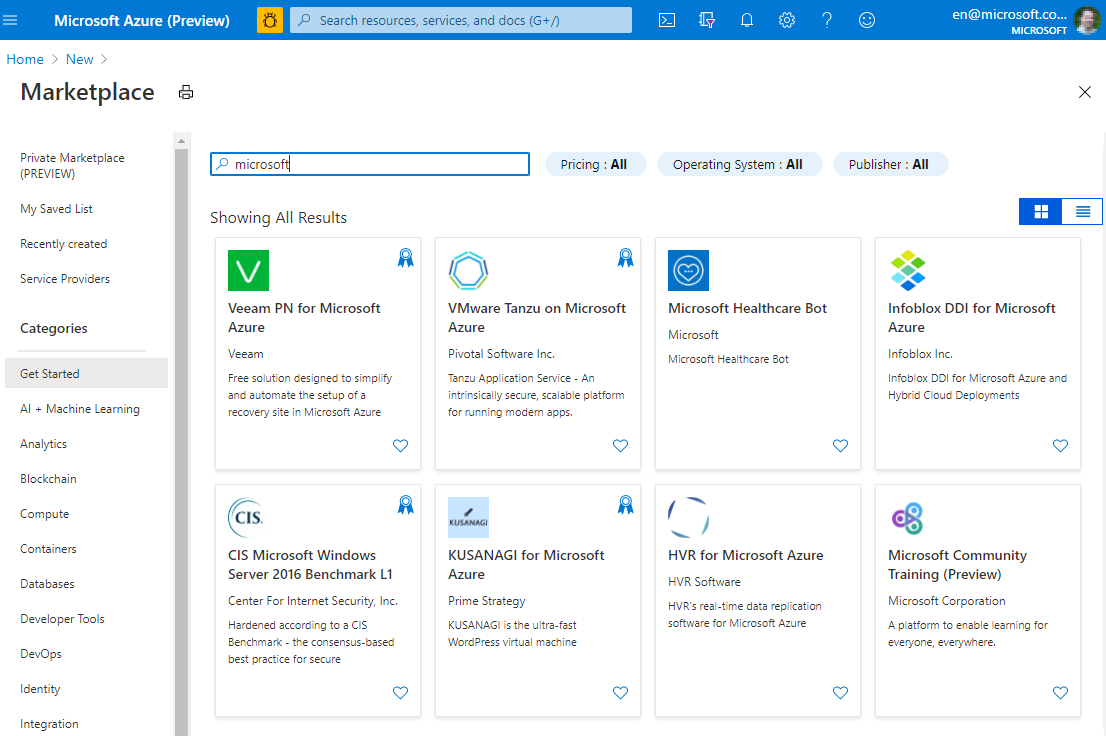 Microsoft Azure (Preview)
Search resources, services, and docs (G+/)
en@microsoft.co...
MICROSOFT
Home > New >
Marketplace
Private Marketplace
(PREVIEW)
My Saved List
Recently created
Service Providers
Categories
Get Started
AI + Machine Learning
Analytics
Blockchain
Compute
Containers
Databases
Developer Tools
DevOps
Identity
Integration
microsoft
Pricing : All
Operating System : All
Publisher : All
Showing All Results
Veeam PN for Microsoft
Azure
Veeam
Free solution designed to simplify
and automate the setup of a
recovery site in Microsoft Azure
VMware Tanzu on Microsoft
Azure
Pivotal Software Inc.
Tanzu Application Service - An
intrinsically secure, scalable platform
for running modern apps.
Microsoft Healthcare Bot
Microsoft
Microsoft Healthcare Bot
Infoblox DDI for Microsoft
Azure
Infoblox Inc.
Infoblox DDI for Microsoft Azure and
Hybrid Cloud Deployments
CIS.
CIS Microsoft Windows
Server 2016 Benchmark L1
Center For Internet Security, Inc.
Hardened according to a CIS
Benchmark - the consensus-based
best practice for secure
KUSANAGI
KUSANAGI for Microsoft
Azure
Prime Strategy
KUSANAGI is the ultra-fast
WordPress virtual machine
HVR for Microsoft Azure
HVR Software
HVR's real-time data replication
software for Microsoft Azure
Microsoft Community
Training (Preview)
Microsoft Corporation
A platform to enable learning for
everyone, everywhere.